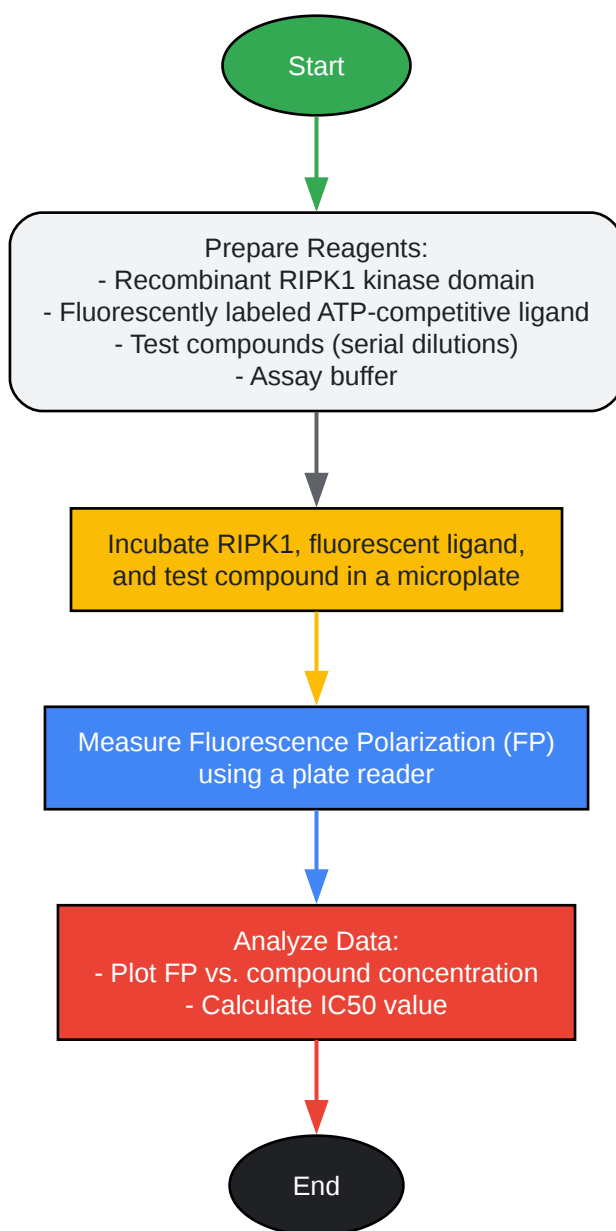 Start
Prepare Reagents:
- Recombinant RIPK1 kinase domain
- Fluorescently labeled ATP-competitive ligand
- Test compounds (serial dilutions)
- Assay buffer
Incubate RIPK1, fluorescent ligand,
and test compound in a microplate
Measure Fluorescence Polarization (FP)
using a plate reader
Analyze Data:
- Plot FP vs. compound concentration
- Calculate IC50 value
End